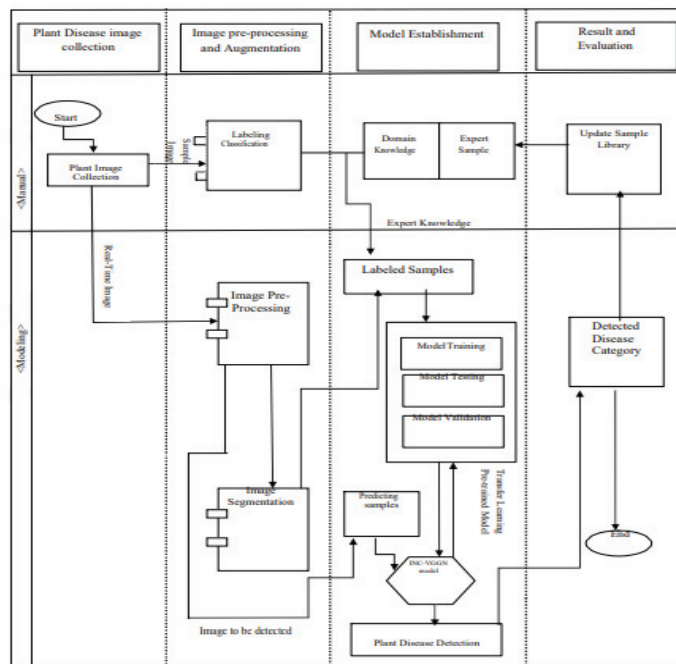 Plant Disease image
collection
Image pre-processing
and Augmentation
Model Establishment
Result and
Evaluation
<Manual>
Start
Plant Image
Collection
Sample
Image
Labeling
Classification
Domain
Knowledge
Expert
Sample
Update Sample
Library
Expert Knowledge
<Modeling>
Real-Time Image
Image Pre-
Processing
Labeled Samples
Model Training
Model Testing
Model Validation
Detected
Disease
Category
Image
Segmentation
Predicting
samples
Transfer Learning
Pre-trained Model
INC-VGGN
model
End
Image to be detected
Plant Disease Detection